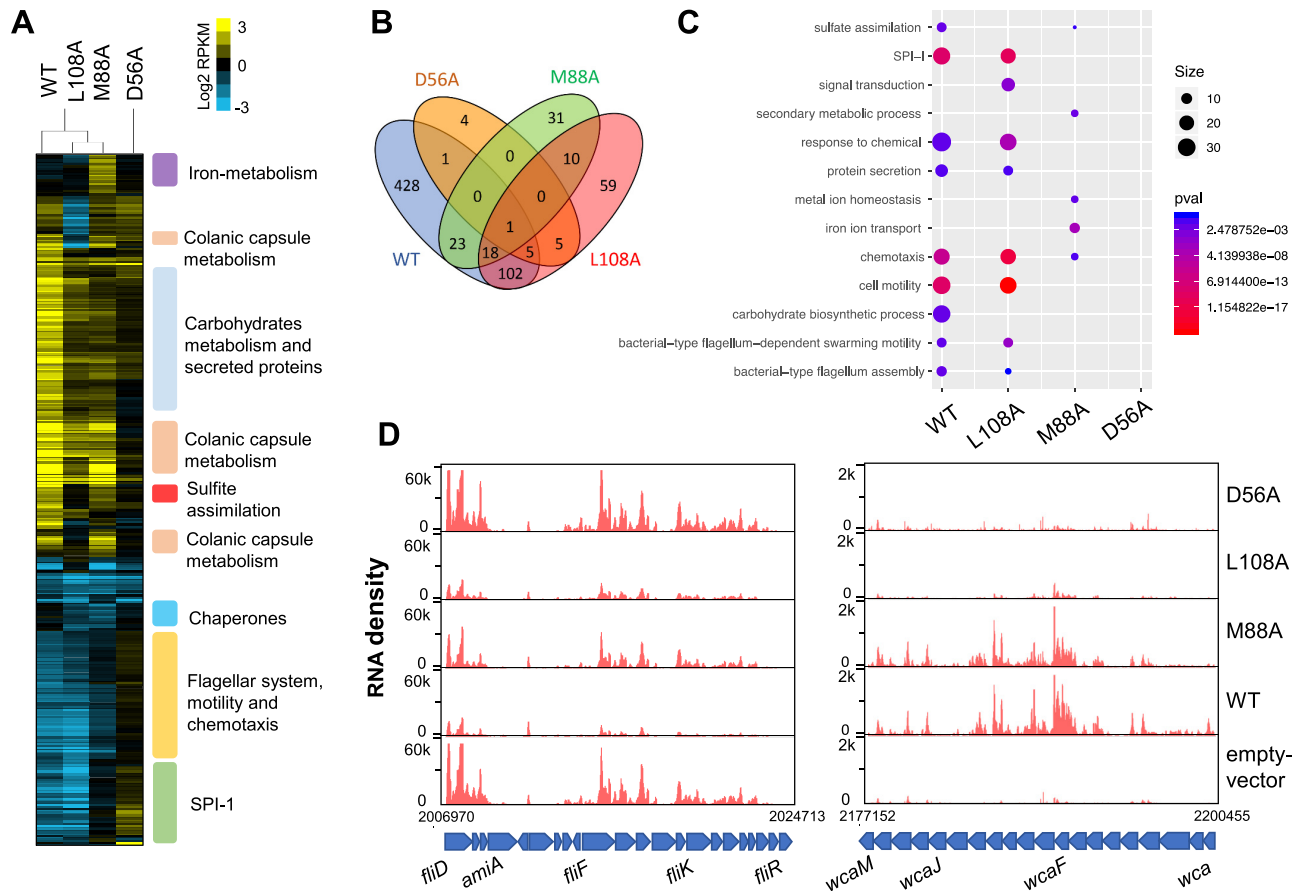 A
WT
L108A
M88A
D56A
Log2 RPKM
3
0
-3
Iron-metabolism
Colanic capsule
metabolism
Carbohydrates
metabolism and
secreted proteins
Colanic capsule
metabolism
Sulfite
assimilation
Colanic capsule
metabolism
Chaperones
Flagellar system,
motility and
chemotaxis
SPI-1
B
D56A
M88A
WT
L108A
4
31
1
0
10
428
59
0
0
1
23
18
5
5
102
C
sulfate assimilation
SPI−I
signal transduction
secondary metabolic process
response to chemical
protein secretion
metal ion homeostasis
iron ion transport
chemotaxis
cell motility
carbohydrate biosynthetic process
bacterial−type flagellum−dependent swarming motility
bacterial−type flagellum assembly
WT
L108A
M88A
D56A
Size
10
20
30
pval
2.478752e−03
4.139938e−08
6.914400e−13
1.154822e−17
D
RNA density
60k
0
60k
0
60k
0
60k
0
60k
0
2006970
2024713
fliD
amiA
fliF
fliK
fliR
2k
0
2k
0
2k
0
2k
0
2k
0
D56A
L108A
M88A
WT
empty-
vector
2177152
2200455
wcaM
wcaJ
wcaF
wca